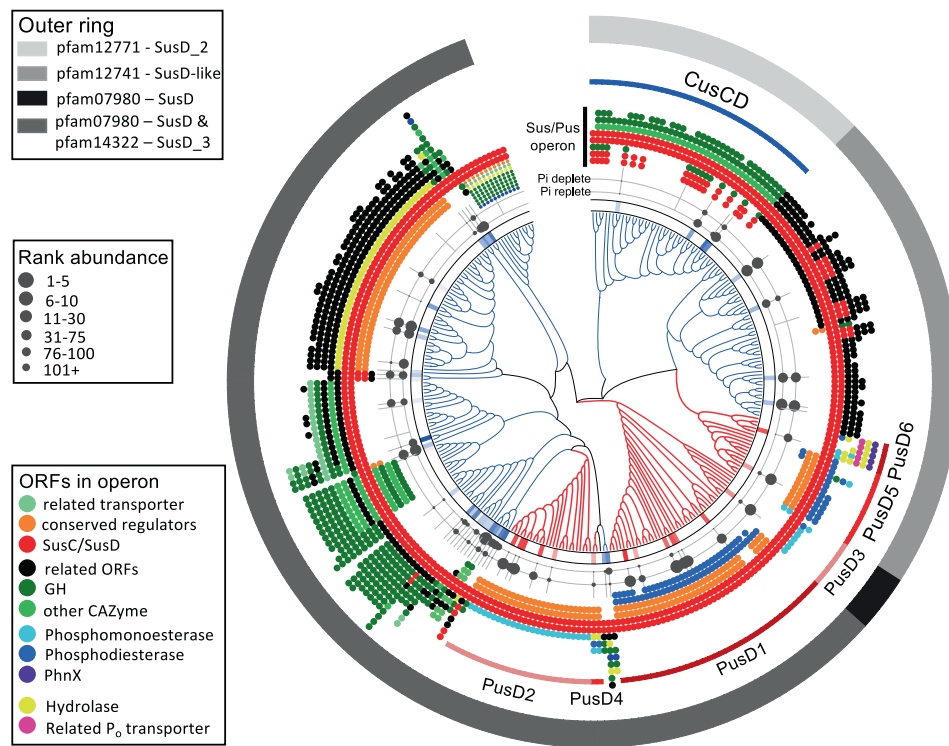 Outer ring
pfam12771 - SusD_2
pfam12741 - SusD-like
pfam07980 – SusD
pfam07980 – SusD &
pfam14322 – SusD_3
Rank abundance
1-5
6-10
11-30
31-75
76-100
101+
ORFs in operon
related transporter
conserved regulators
SusC/SusD
related ORFs
GH
other CAZyme
Phosphomonoesterase
Phosphodiesterase
PhnX
Hydrolase
Related Po transporter
CusCD
Sus/Pus
operon
Pi deplete
Pi replete
PusD6
PusD5
PusD3
PusD1
PusD4
PusD2